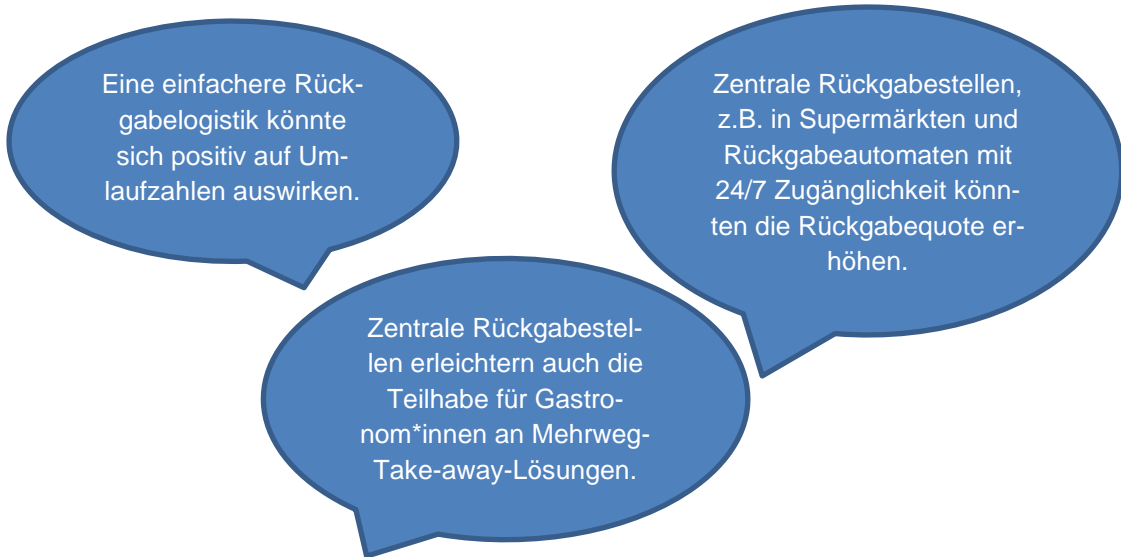 Eine einfachere Rück-
gabelogistik könnte
sich positiv auf Um-
laufzahlen auswirken.
Zentrale Rückgabestellen,
z.B. in Supermärkten und
Rückgabeautomaten mit
24/7 Zugänglichkeit könn-
ten die Rückgabequote er-
höhen.
Zentrale Rückgabestel-
len erleichtern auch die
Teilhabe für Gastro-
nom*innen an Mehrweg-
Take-away-Lösungen.